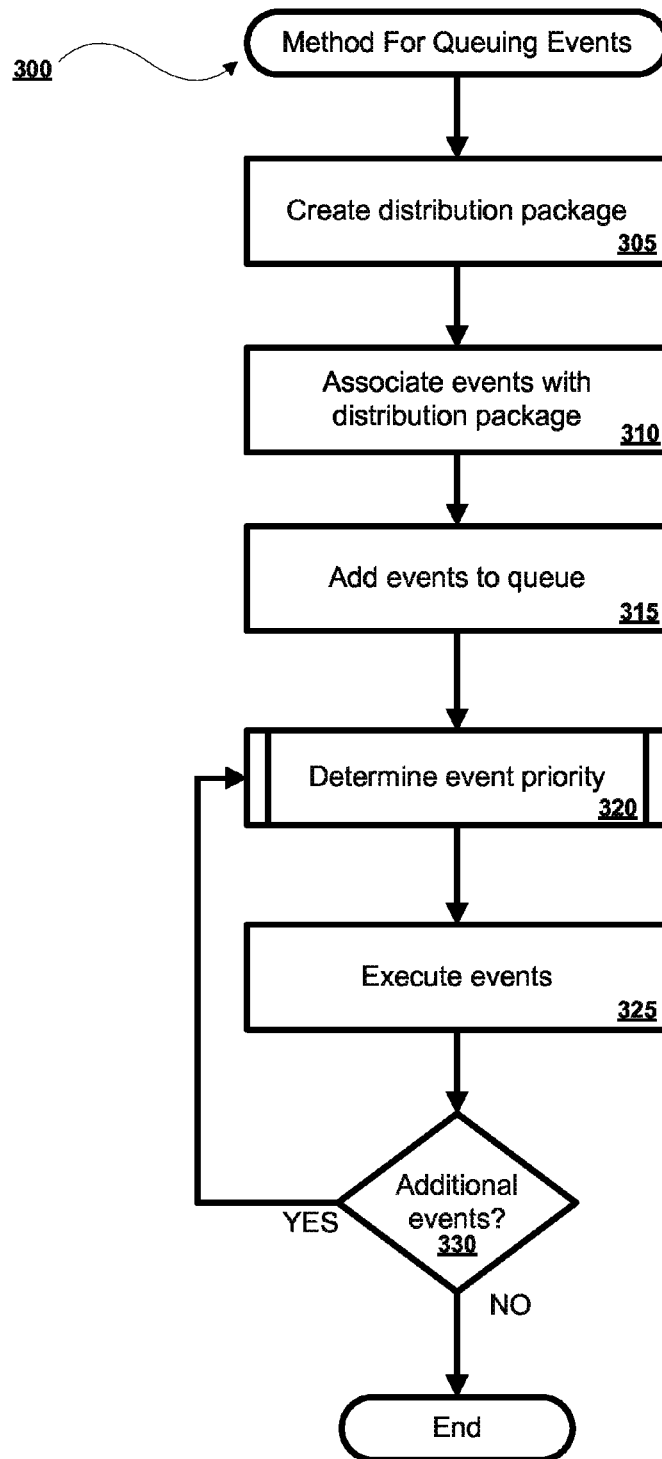 Method For Queuing Events
300
Create distribution package
305
Associate events with
distribution package
310
Add events to queue
315
Determine event priority
320
Execute events
325
Additional
events?
330
YES
NO
End